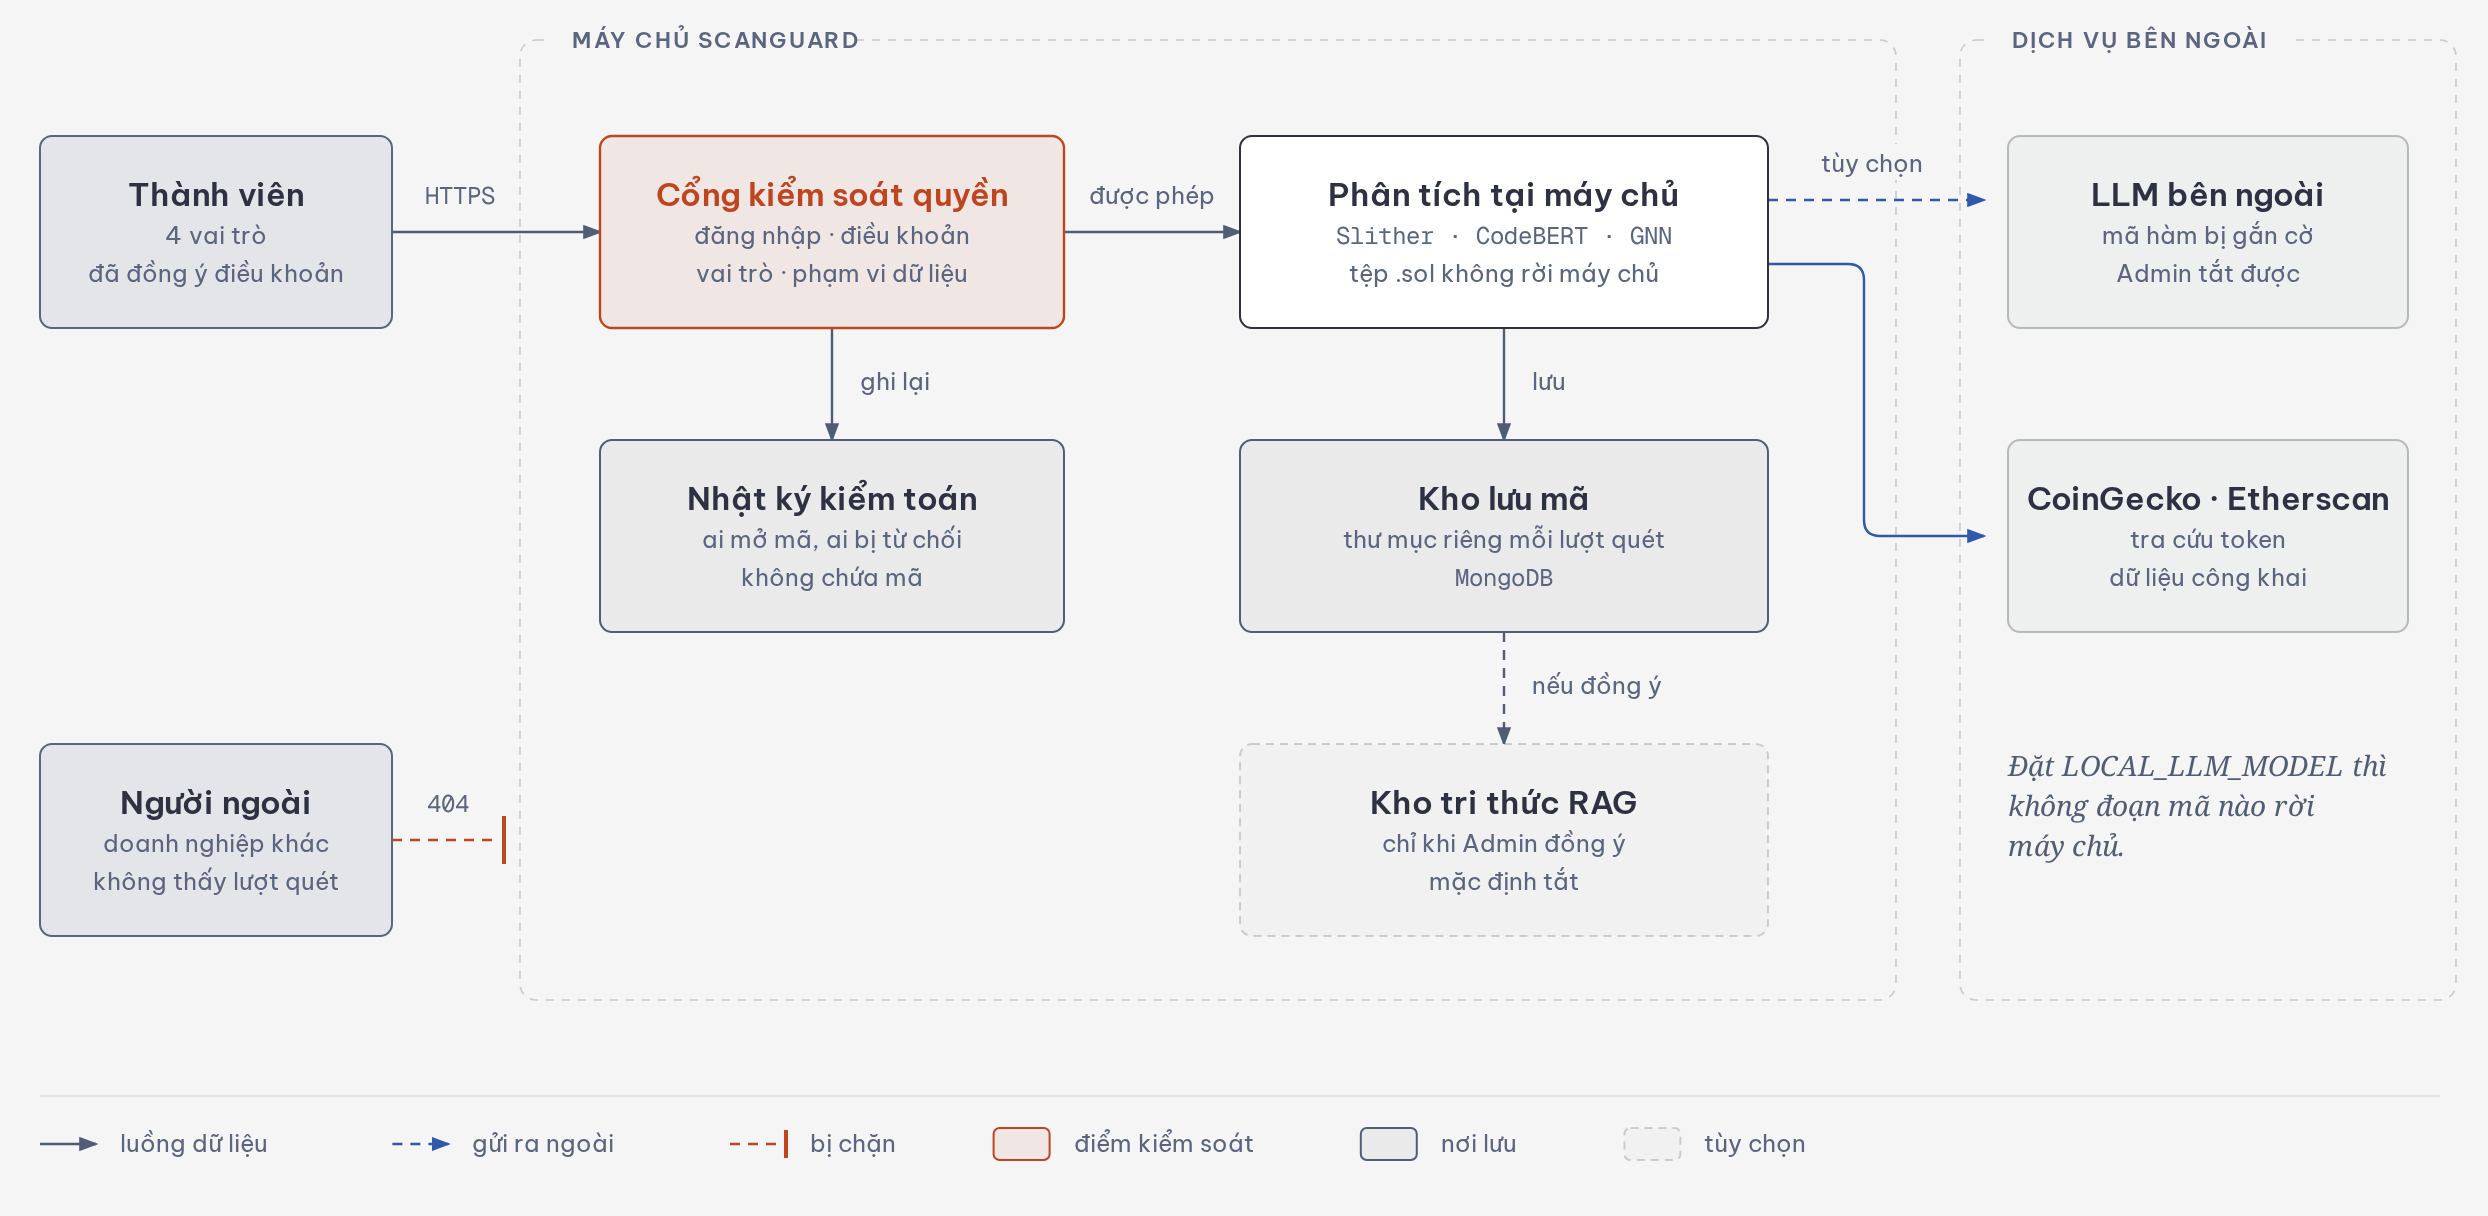 MÁY CHỦ SCANGUARD
DỊCH VỤ BÊN NGOÀI
Thành viên
4 vai trò
đã đồng ý điều khoản
HTTPS
Cổng kiểm soát quyền
đăng nhập · điều khoản
vai trò · phạm vi dữ liệu
được phép
Phân tích tại máy chủ
Slither · CodeBERT · GNN
tệp .sol không rời máy chủ
tùy chọn
LLM bên ngoài
mã hàm bị gắn cờ
Admin tắt được
ghi lại
lưu
Nhật ký kiểm toán
ai mở mã, ai bị từ chối
không chứa mã
Kho lưu mã
thư mục riêng mỗi lượt quét
MongoDB
CoinGecko · Etherscan
tra cứu token
dữ liệu công khai
nếu đồng ý
Người ngoài
doanh nghiệp khác
không thấy lượt quét
404
Kho tri thức RAG
chỉ khi Admin đồng ý
mặc định tắt
Đặt LOCAL_LLM_MODEL thì
không đoạn mã nào rời
máy chủ.
luồng dữ liệu
gửi ra ngoài
bị chặn
điểm kiểm soát
nơi lưu
tùy chọn